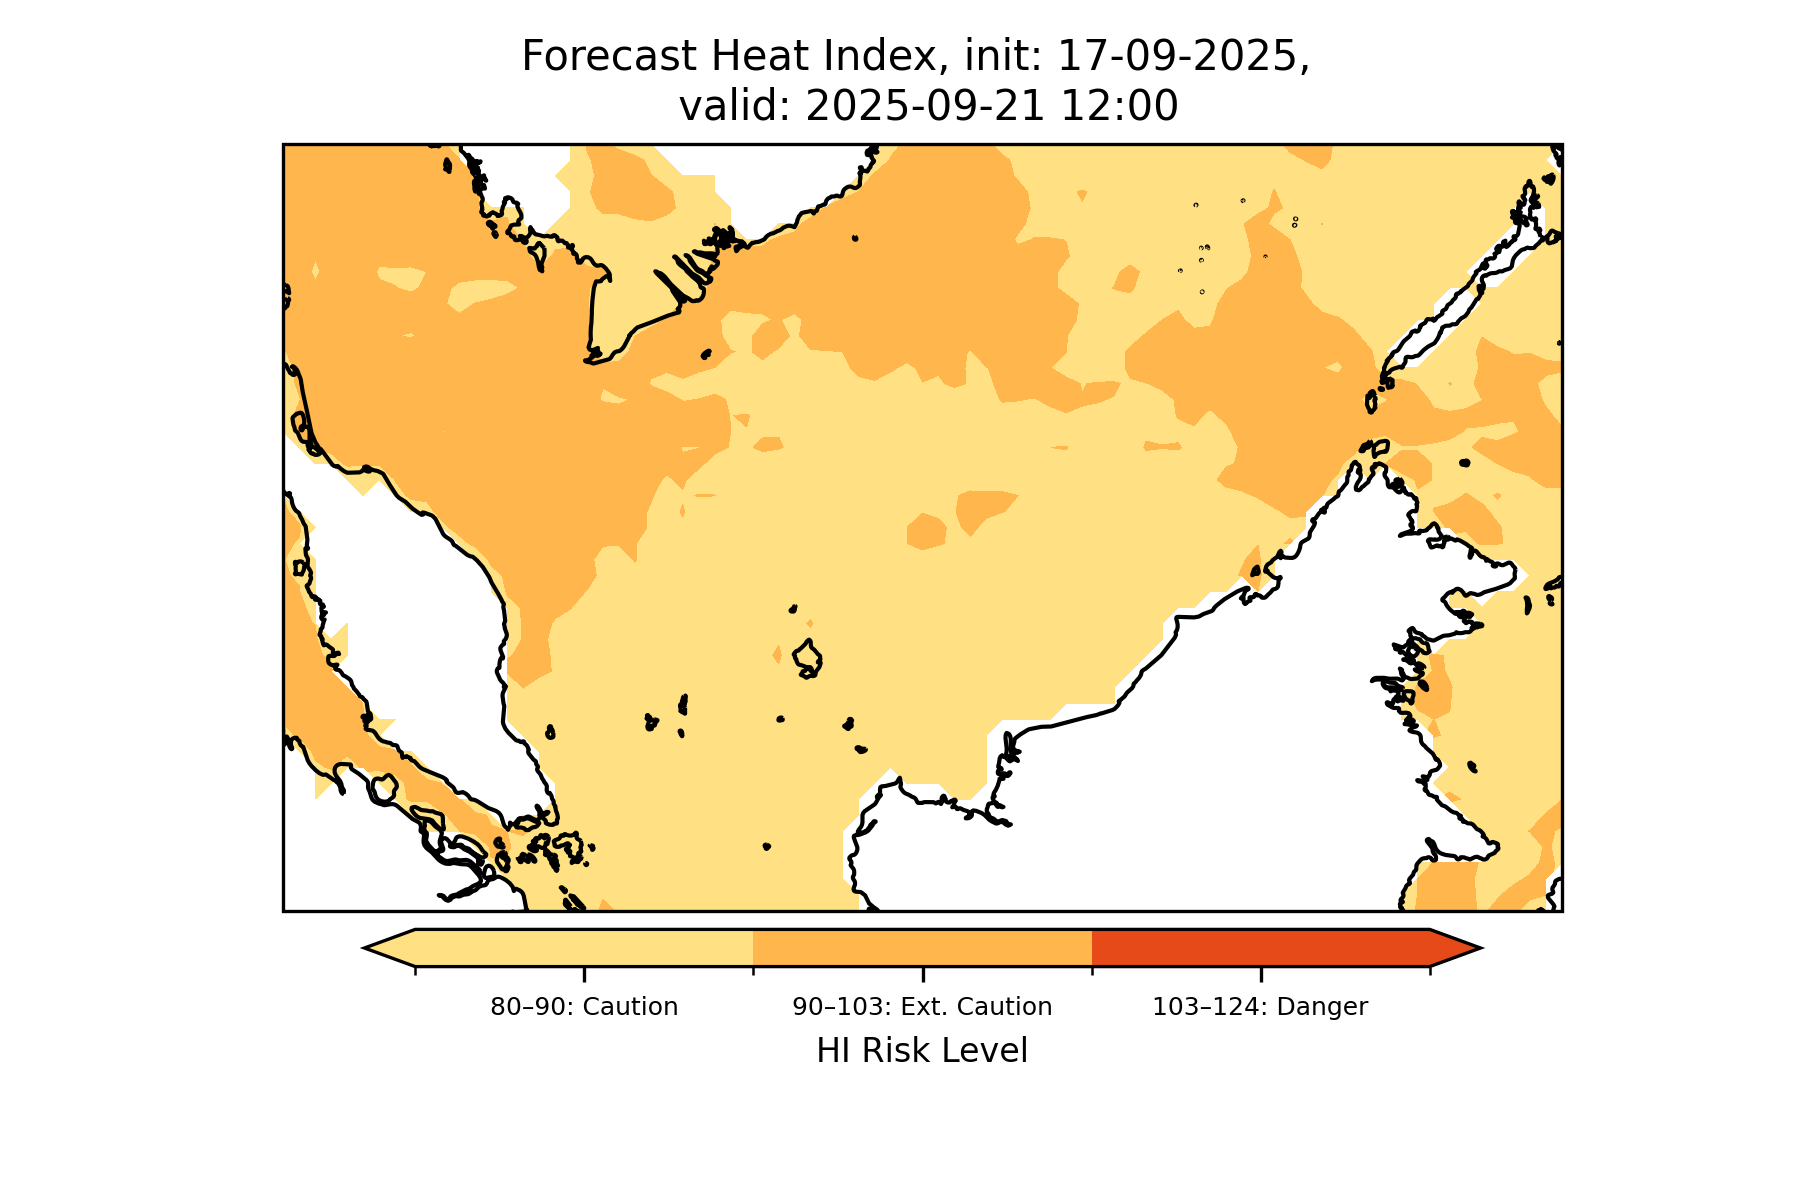 Forecast Heat Index, init: 17-09-2025,
valid: 2025-09-21 12:00
80–90: Caution
90–103: Ext. Caution
103–124: Danger
HI Risk Level